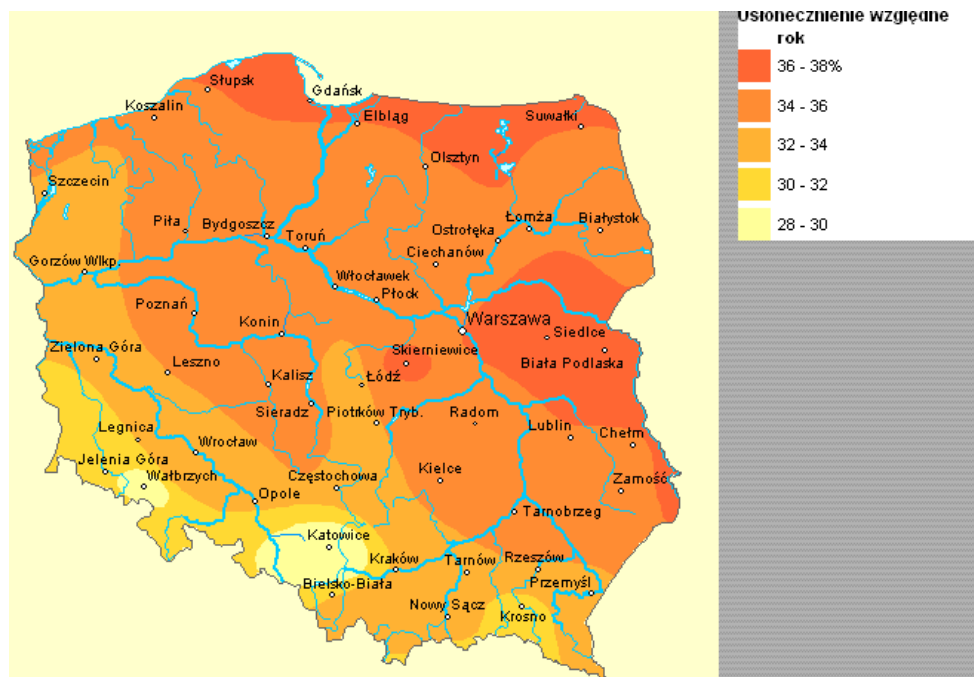 Usłonecznienie względne
rok
36 - 38%
34 - 36
32 - 34
30 - 32
28 - 30
Słupsk
Gdańsk
Koszalin
Elbląg
Suwałki
Olsztyn
Szczecin
Piła
Bydgoszcz
Toruń
Łomża
Białystok
Ostrołęka
Ciechanów
Gorzów Wlkp.
Włocławek
Płock
Poznań
Konin
Warszawa
Siedlce
Zielona Góra
Leszno
Skierniewice
Biała Podlaska
Kalisz
Łódź
Sieradz
Piotrków Tryb.
Radom
Lublin
Chełm
Legnica
Wrocław
Jelenia Góra
Wałbrzych
Kielce
Częstochowa
Zamość
Opole
Tarnobrzeg
Katowice
Kraków
Tarnów
Rzeszów
Przemyśl
Bielsko-Biała
Nowy Sącz
Krosno